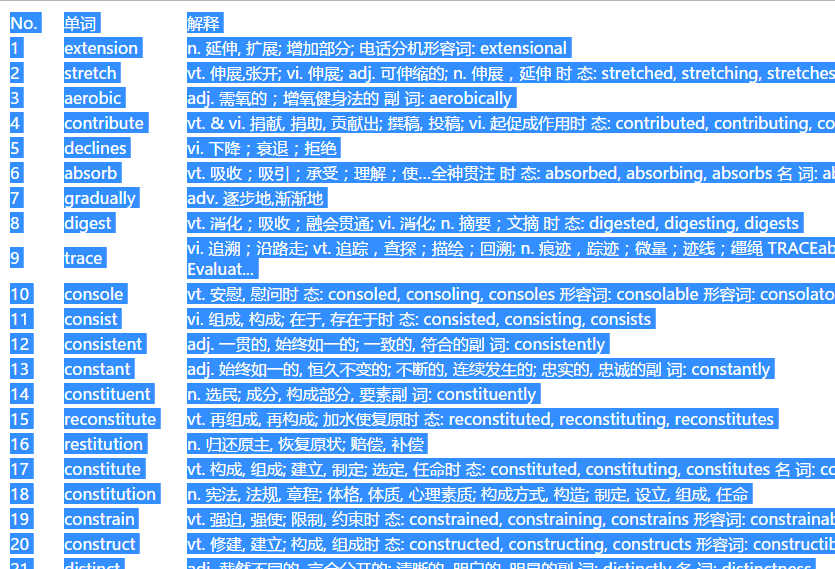 No. 单词 解释
1 extension n. 延伸, 扩展; 增加部分; 电话分机形容词: extensional
2 stretch vt. 伸展,张开; vi. 伸展; adj. 可伸缩的; n. 伸展，延伸 时 态: stretched, stretching, stretches
3 aerobic adj. 需氧的；增氧健身法的 副 词: aerobically
4 contribute vt. & vi. 捐献, 捐助, 贡献出; 撰稿, 投稿; vi. 起促成作用时 态: contributed, contributing, co
5 declines vi. 下降；衰退；拒绝
6 absorb vt. 吸收；吸引；承受；理解；使...全神贯注 时 态: absorbed, absorbing, absorbs 名 词: ab
7 gradually adv. 逐步地,渐渐地
8 digest vt. 消化；吸收；融会贯通; vi. 消化; n. 摘要；文摘 时 态: digested, digesting, digests
9 trace vi. 追溯；沿路走; vt. 追踪，查探；描绘；回溯; n. 痕迹，踪迹；微量；迹线；缰绳 TRACEab
Evaluat...
10 console vt. 安慰, 慰问时 态: consoled, consoling, consoles 形容词: consolable 形容词: consolato
11 consist vi. 组成, 构成; 在于, 存在于时 态: consisted, consisting, consists
12 consistent adj. 一贯的, 始终如一的; 一致的, 符合的副 词: consistently
13 constant adj. 始终如一的, 恒久不变的; 不断的, 连续发生的; 忠实的, 忠诚的副 词: constantly
14 constituent n. 选民; 成分, 构成部分, 要素副 词: constituently
15 reconstitute vt. 再组成, 再构成; 加水使复原时 态: reconstituted, reconstituting, reconstitutes
16 restitution n. 归还原主, 恢复原状; 赔偿, 补偿
17 constitute vt. 构成, 组成; 建立, 制定; 选定, 任命时 态: constituted, constituting, constitutes 名 词: co
18 constitution n. 宪法, 法规, 章程; 体格, 体质, 心理素质; 构成方式, 构造; 制定, 设立, 组成, 任命
19 constrain vt. 强迫, 强使; 限制, 约束时 态: constrained, constraining, constrains 形容词: constrainab
20 construct vt. 修建, 建立; 构成, 组成时 态: constructed, constructing, constructs 形容词: constructib
21 distinct adj. 截然不同的, 完全分开的; 清晰的, 明白的, 明显的副 词: distinctly 名 词: distinctness